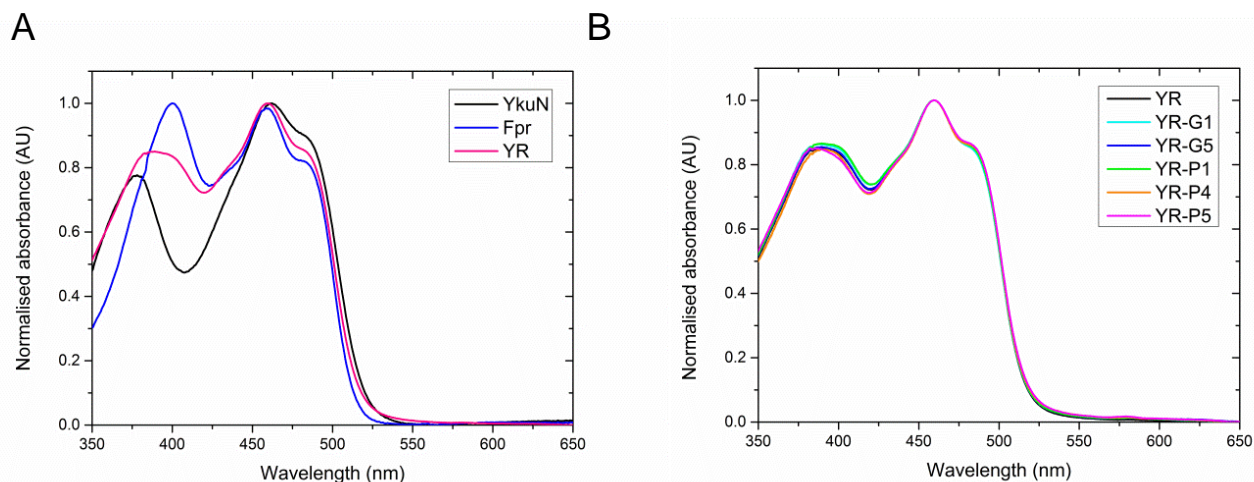 A
B
Normalised absorbance (AU)
1.0
0.8
0.6
0.4
0.2
0.0
YkuN
Fpr
YR
350 400 450 500 550 600 650
Wavelength (nm)
Normalised absorbance (AU)
1.0
0.8
0.6
0.4
0.2
0.0
YR
YR-G1
YR-G5
YR-P1
YR-P4
YR-P5
350 400 450 500 550 600 650
Wavelength (nm)